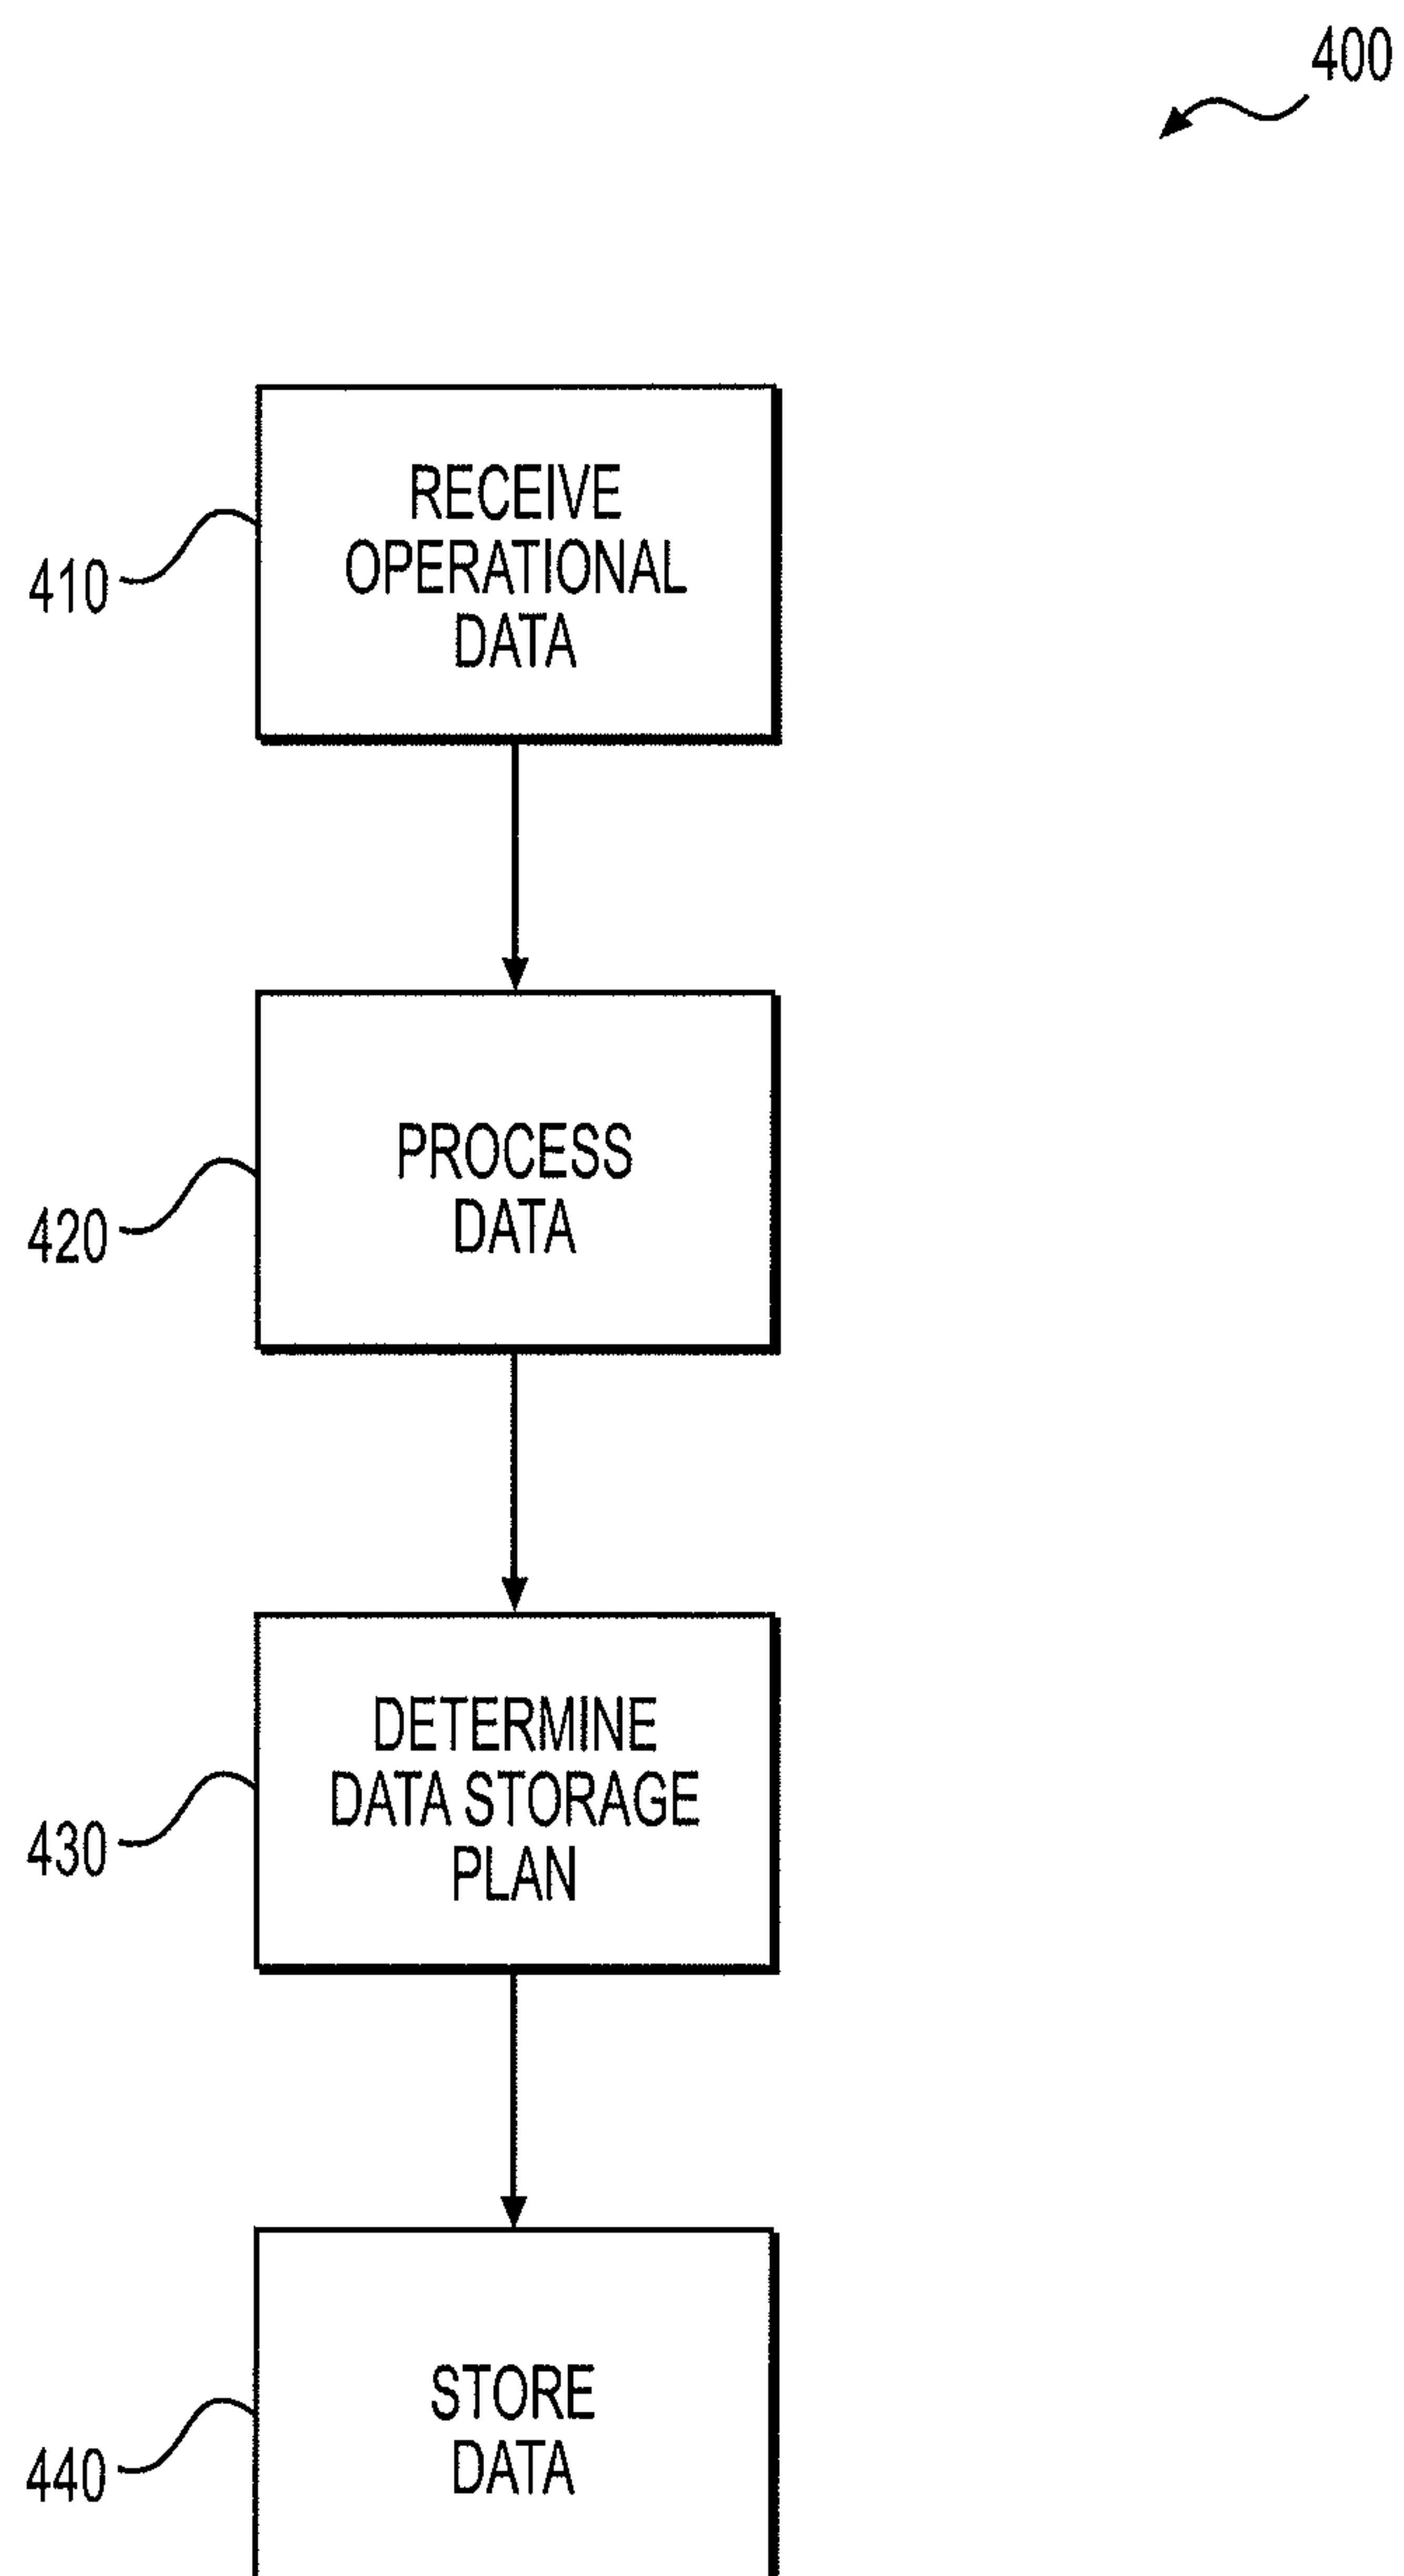 400
RECEIVE
OPERATIONAL
DATA
410
PROCESS
DATA
420
DETERMINE
DATA STORAGE
PLAN
430
STORE
DATA
440